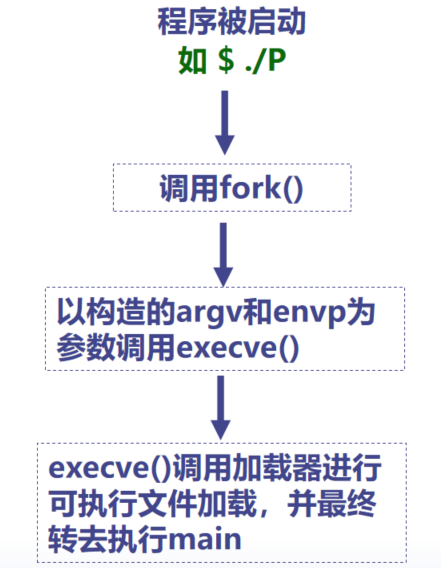 程序被启动
如 $ ./P
调用fork()
以构造的argv和envp为
参数调用execve()
execve()调用加载器进行
可执行文件加载，并最终
转去执行main